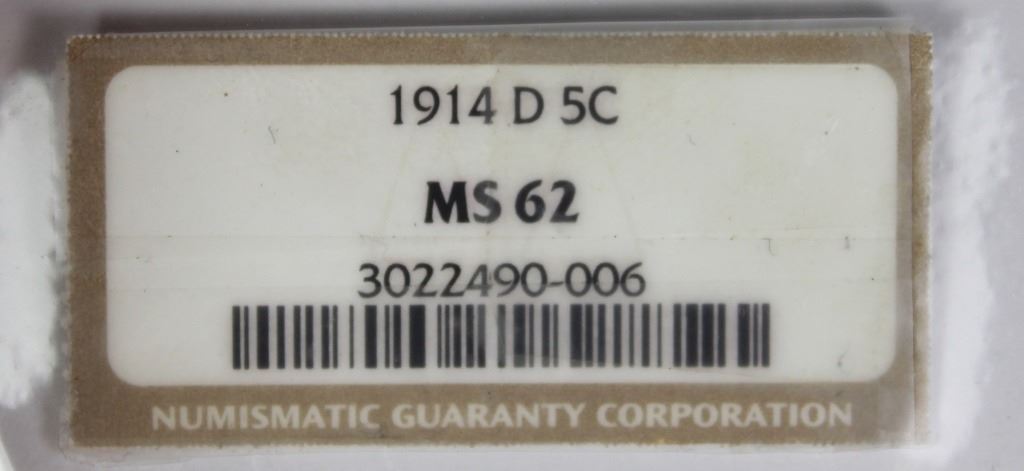 1914 D 5C
MS 62
3022490-006
NUMISMATIC GUARANTY CORPORATION